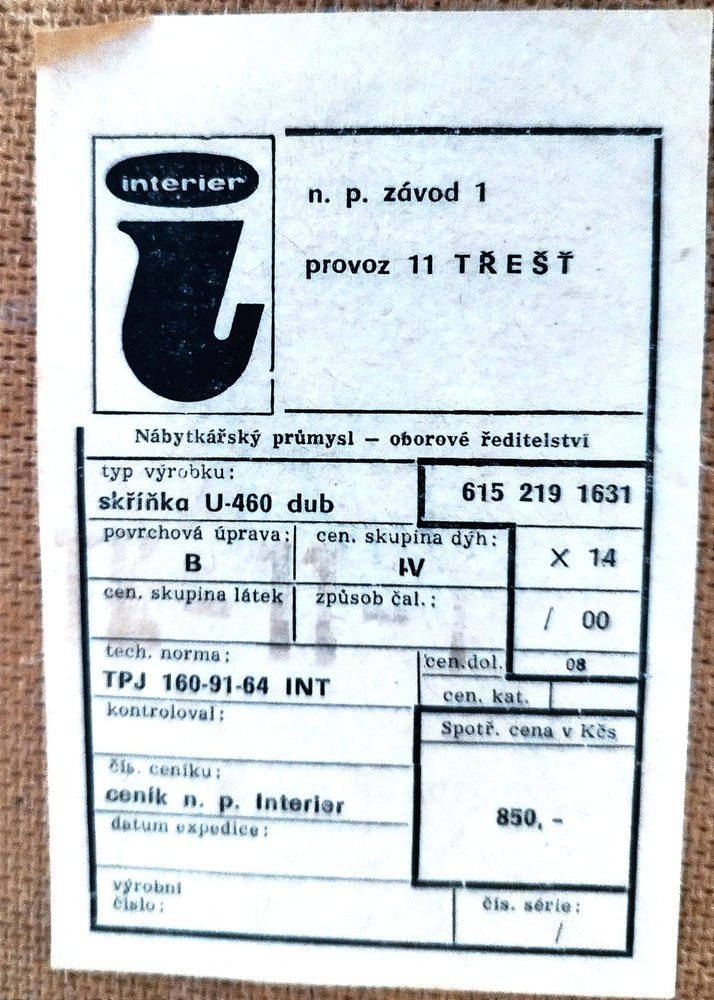 interier
n. p. závod 1
provoz 11 TŘEŠŤ
Nábytkářský průmysl – oborové ředitelství
typ výrobku:
skříňka U-460 dub
615 219 1631
povrchová úprava:
B
cen. skupina dýh:
IV
X 14
cen. skupina látek
způsob čal.:
/ 00
tech. norma:
TPJ 160-91-64 INT
cen.dol.
08
cen. kat.
kontroloval:
Spotř. cena v Kčs
850,-
čís. ceníku:
ceník n. p. Interier
datum expedice:
výrobní
číslo:
čís. série:
/